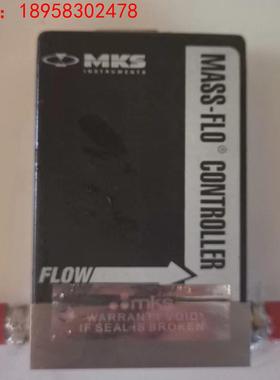 : 18958302478
MKS
INSTRUMENTS
MASS-FLO® CONTROLLER
FLOW
mks
WARRANTY VOID
IF SEAL IS BROKEN